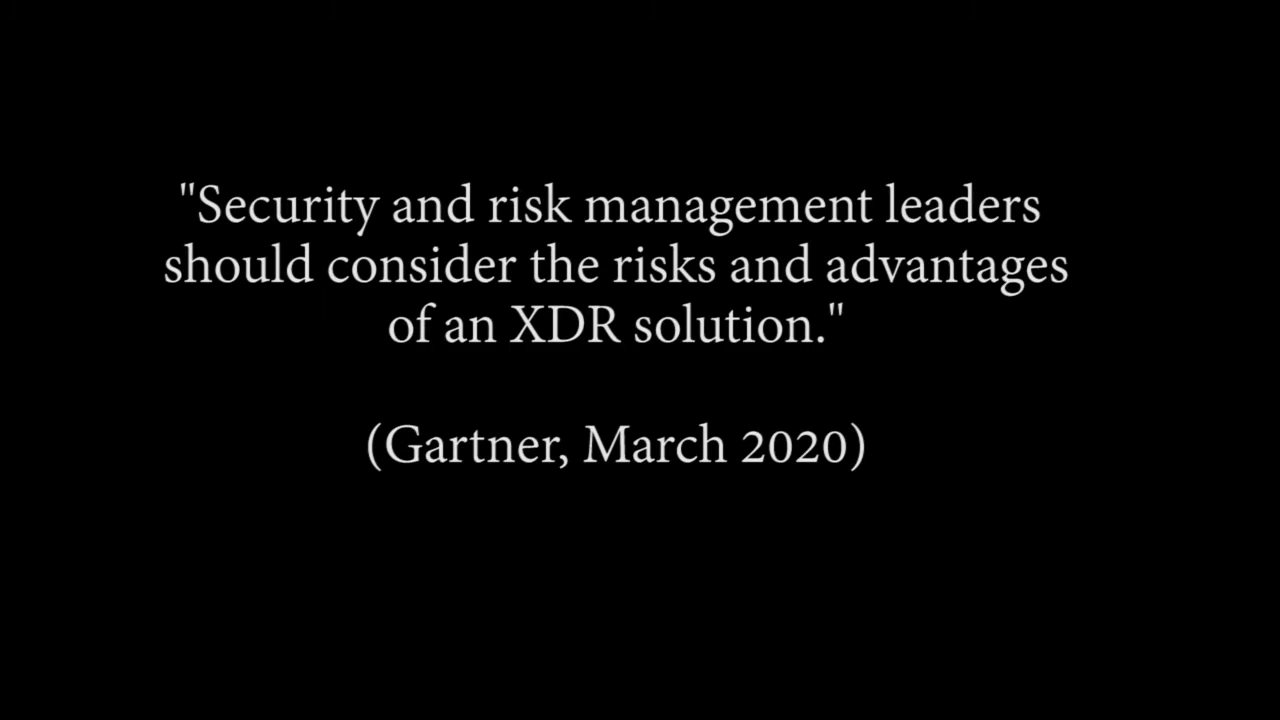 "Security and risk management leaders
should consider the risks and advantages
of an XDR solution."
(Gartner, March 2020)